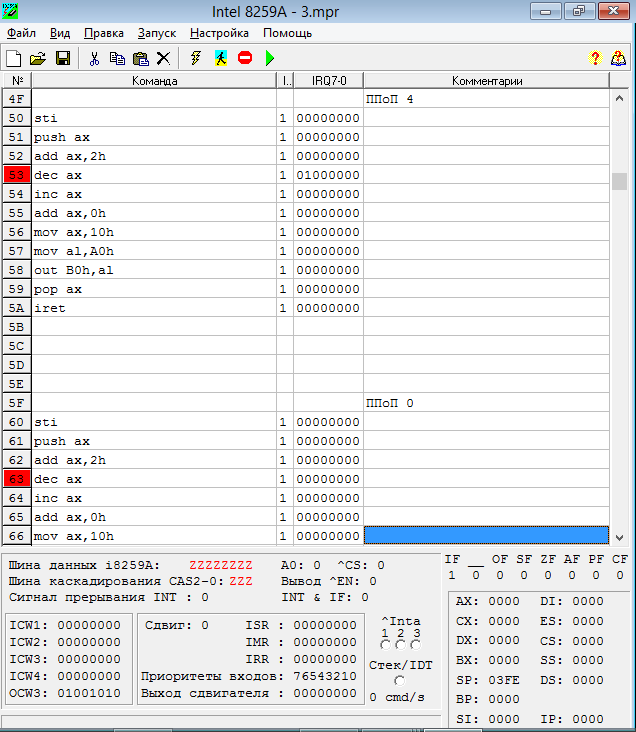 Intel 8259A - 3.mpr
Файл Вид Правка Запуск Настройка Помощь
№ Команда I.. IRQ7-0 Комментарии
4F ППоП 4
50 sti 1 00000000
51 push ax 1 00000000
52 add ax,2h 1 00000000
53 dec ax 1 01000000
54 inc ax 1 00000000
55 add ax,0h 1 00000000
56 mov ax,10h 1 00000000
57 mov al,A0h 1 00000000
58 out B0h,al 1 00000000
59 pop ax 1 00000000
5A iret 1 00000000
5B
5C
5D
5E
5F ППоП 0
60 sti 1 00000000
61 push ax 1 00000000
62 add ax,2h 1 00000000
63 dec ax 1 00000000
64 inc ax 1 00000000
65 add ax,0h 1 00000000
66 mov ax,10h 1 00000000
Шина данных i8259A: ZZZZZZZZ A0: 0 ^CS: 0
Шина каскадирования CAS2-0: ZZZ Вывод ^EN: 0
Сигнал прерывания INT : 0 INT & IF: 0
IF __ OF SF ZF AF PF CF
1 0 0 0 0 0 0 0
ICW1: 00000000
ICW2: 00000000
ICW3: 00000000
ICW4: 00000000
OCW3: 01001010
Сдвиг: 0 ISR : 00000000
IMR : 00000000
IRR : 00000000
Приоритеты входов: 76543210
Выход сдвигателя : 00000000
^Inta
1 2 3
Стек/IDT
0 cmd/s
AX: 0000 DI: 0000
CX: 0000 ES: 0000
DX: 0000 CS: 0000
BX: 0000 SS: 0000
SP: 03FE DS: 0000
BP: 0000
SI: 0000 IP: 0000